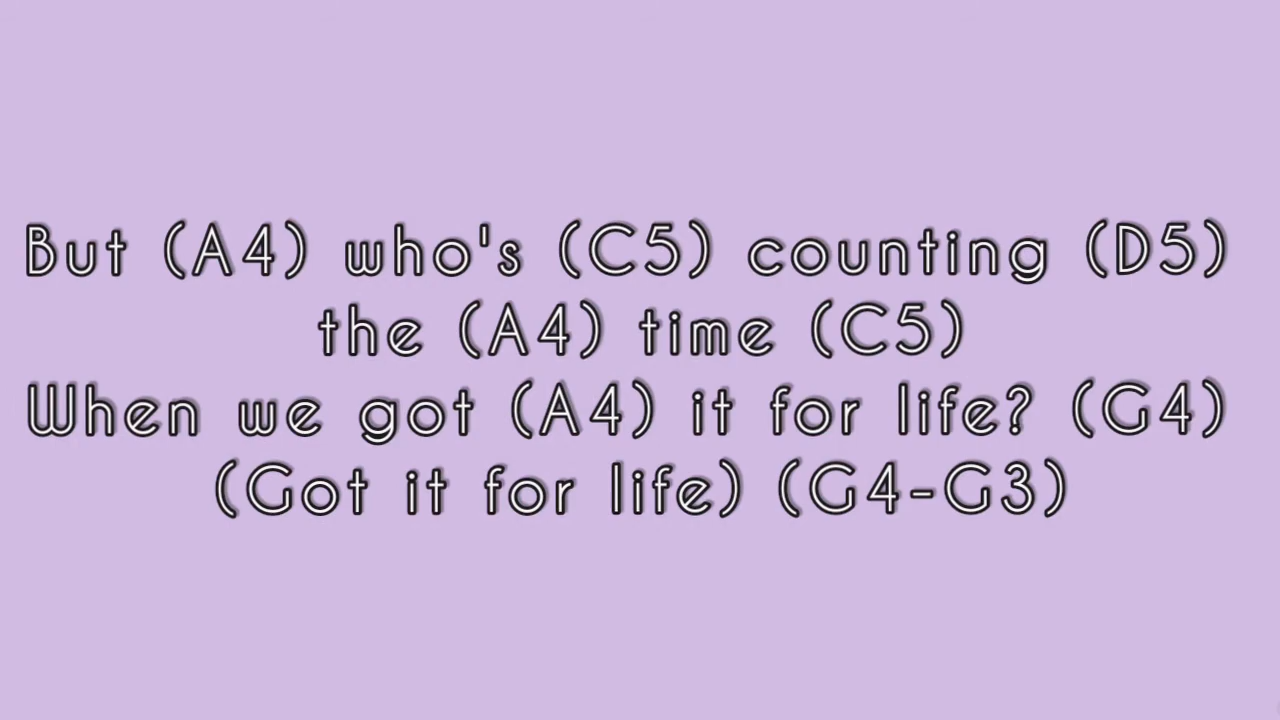 But (A4) who's (C5) counting (D5)
the (A4) time (C5)
When we got (A4) it for life? (G4)
(Got it for life) (G4-G3)